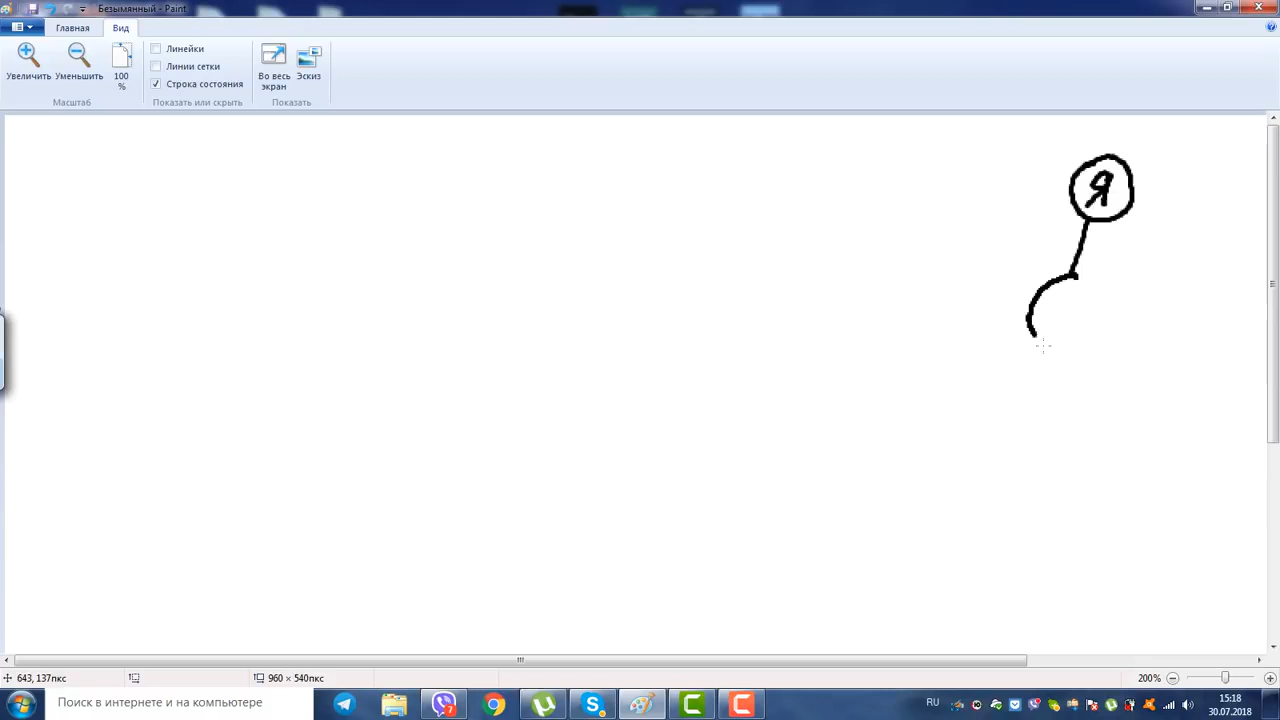 Безымянный - Paint
Главная Вид
Увеличить Уменьшить 100 %
Масштаб
Линейки
Линии сетки
Строка состояния
Показать или скрыть
Во весь экран Эскиз
Показать
Я
643, 137пкс 960 × 540пкс 200%
Поиск в интернете и на компьютере 7 RU 15:18
30.07.2018